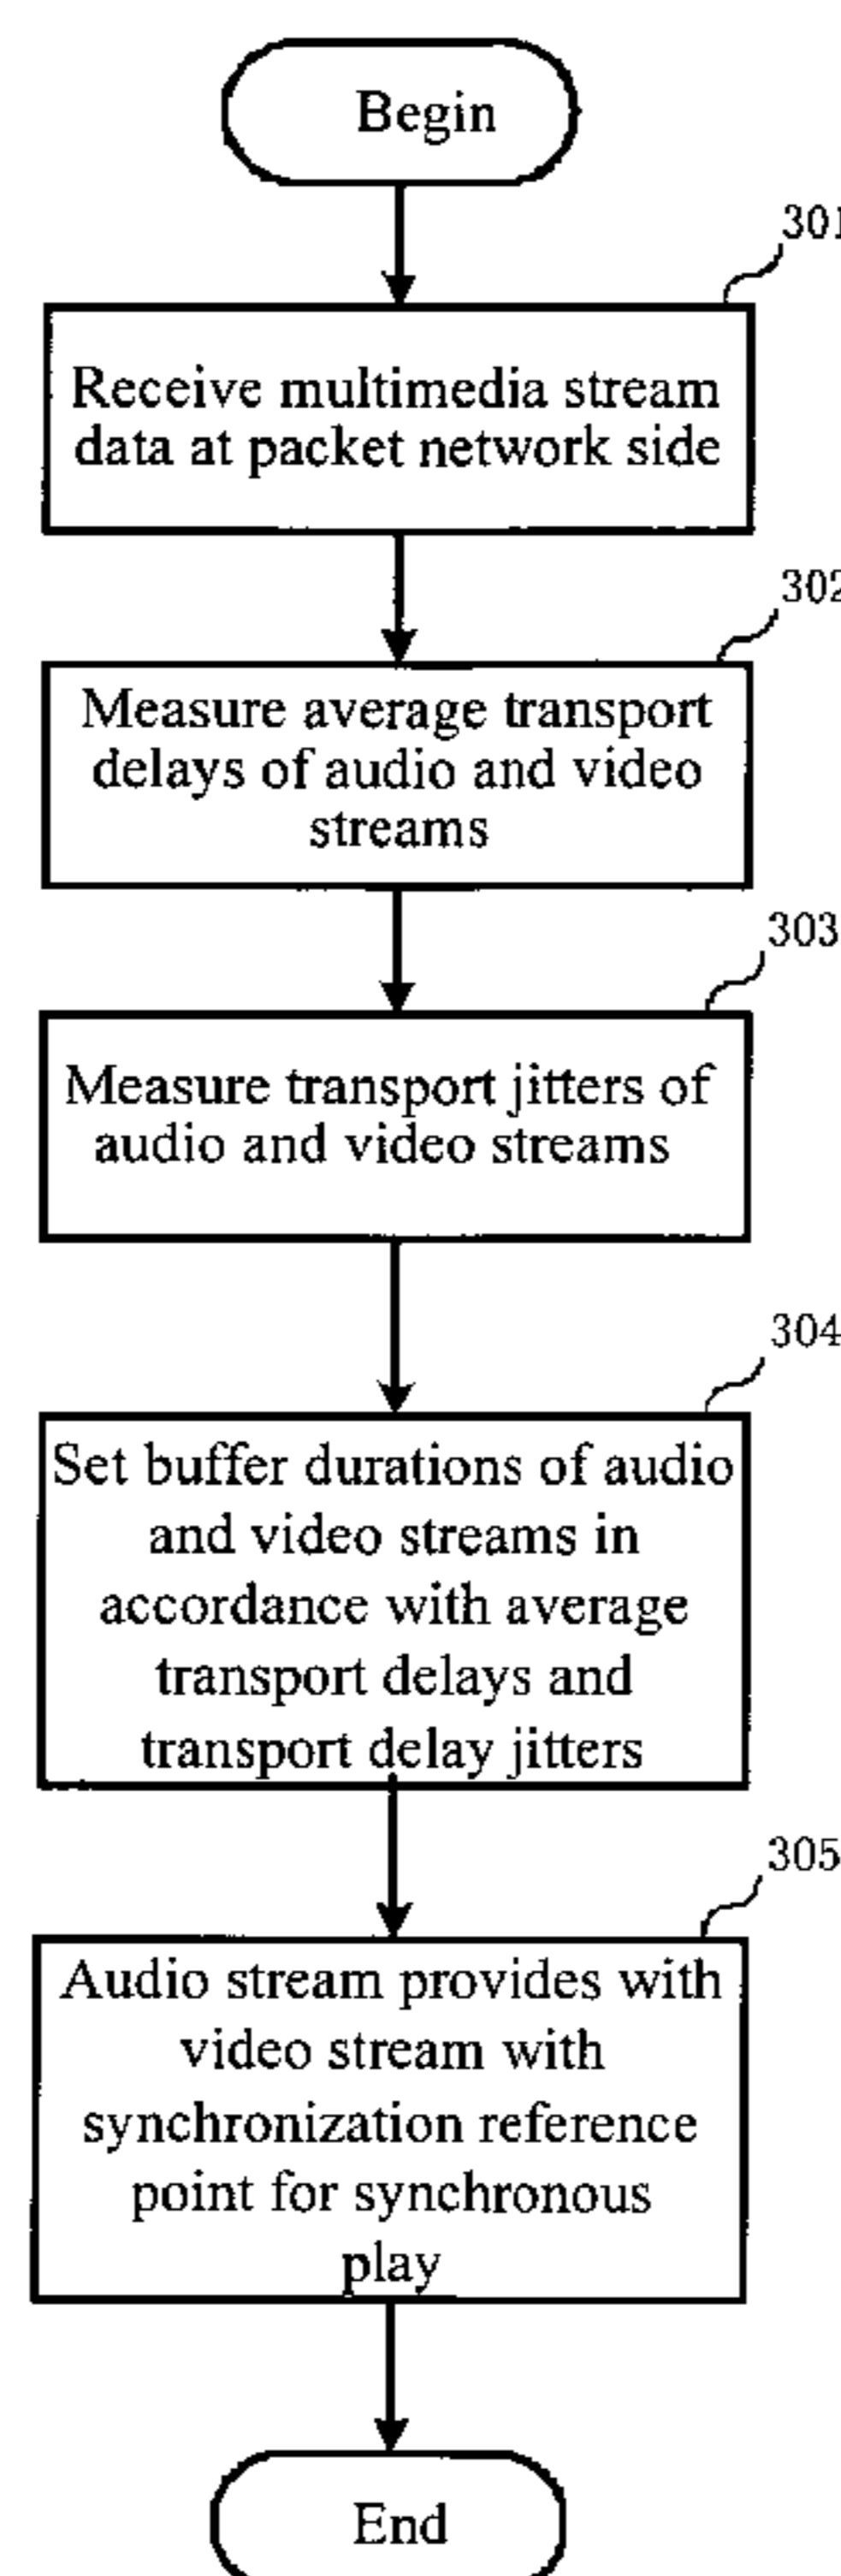 Begin
301
Receive multimedia stream
data at packet network side
302
Measure average transport
delays of audio and video
streams
303
Measure transport jitters of
audio and video streams
304
Set buffer durations of audio
and video streams in
accordance with average
transport delays and
transport delay jitters
305
Audio stream provides with
video stream with
synchronization reference
point for synchronous
play
End